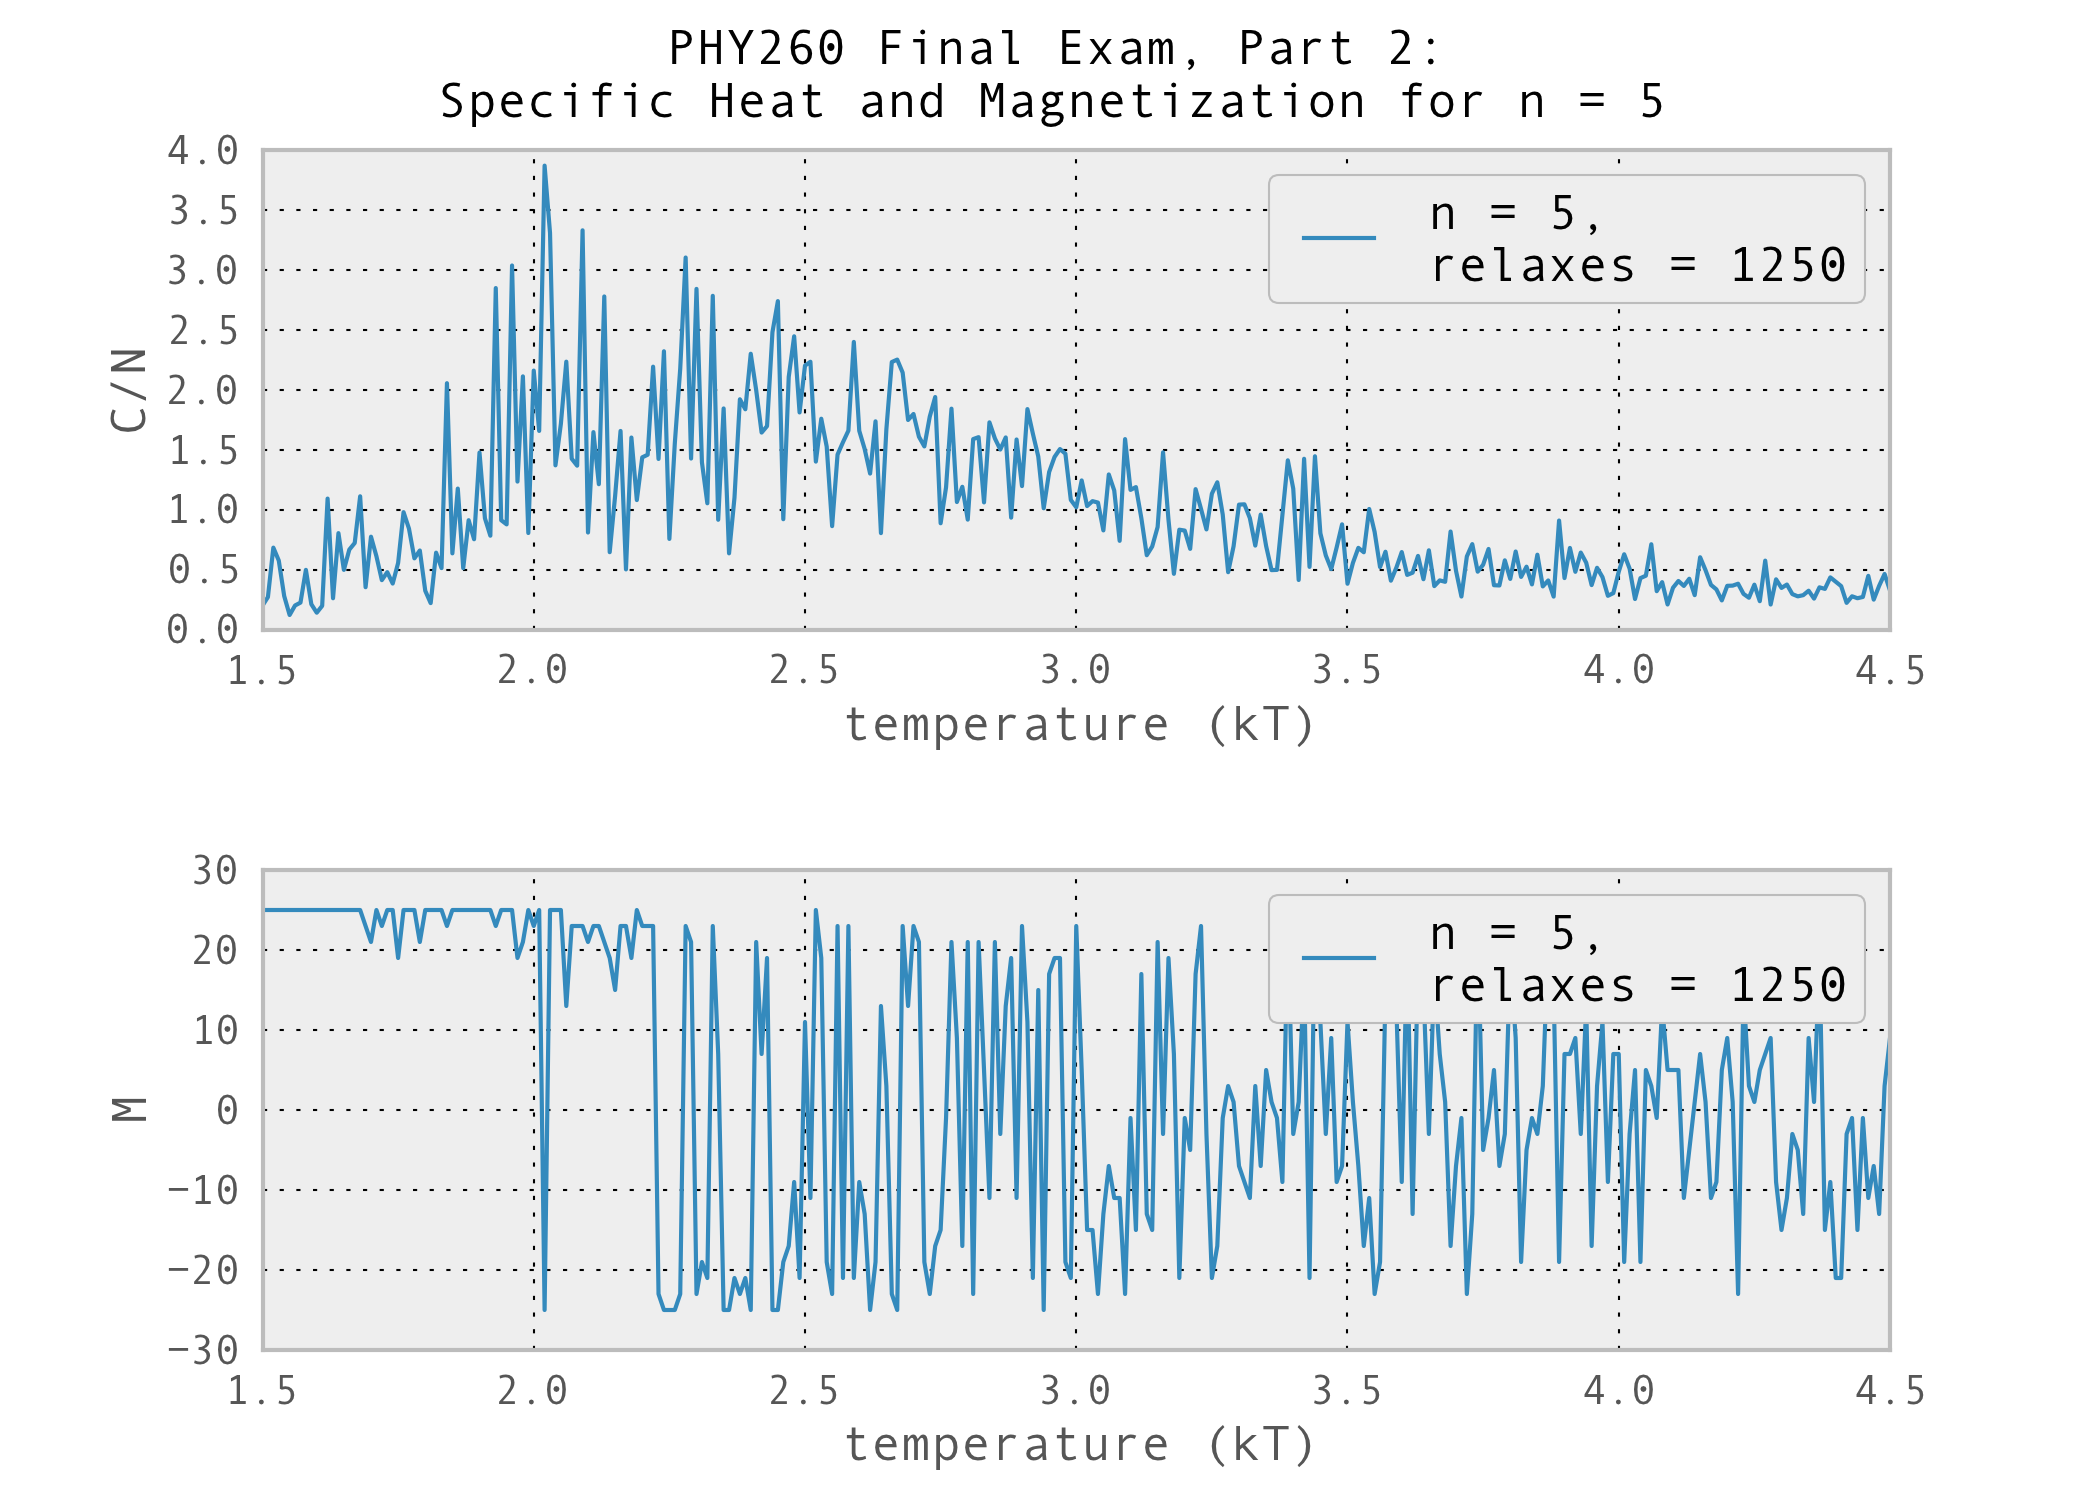 PHY260 Final Exam, Part 2:
Specific Heat and Magnetization for n = 5
4.0
3.5
3.0
2.5
2.0
1.5
1.0
0.5
0.0
C/N
n = 5,
relaxes = 1250
1.5 2.0 2.5 3.0 3.5 4.0 4.5
temperature (kT)
30
20
10
0
−10
−20
−30
M
n = 5,
relaxes = 1250
1.5 2.0 2.5 3.0 3.5 4.0 4.5
temperature (kT)